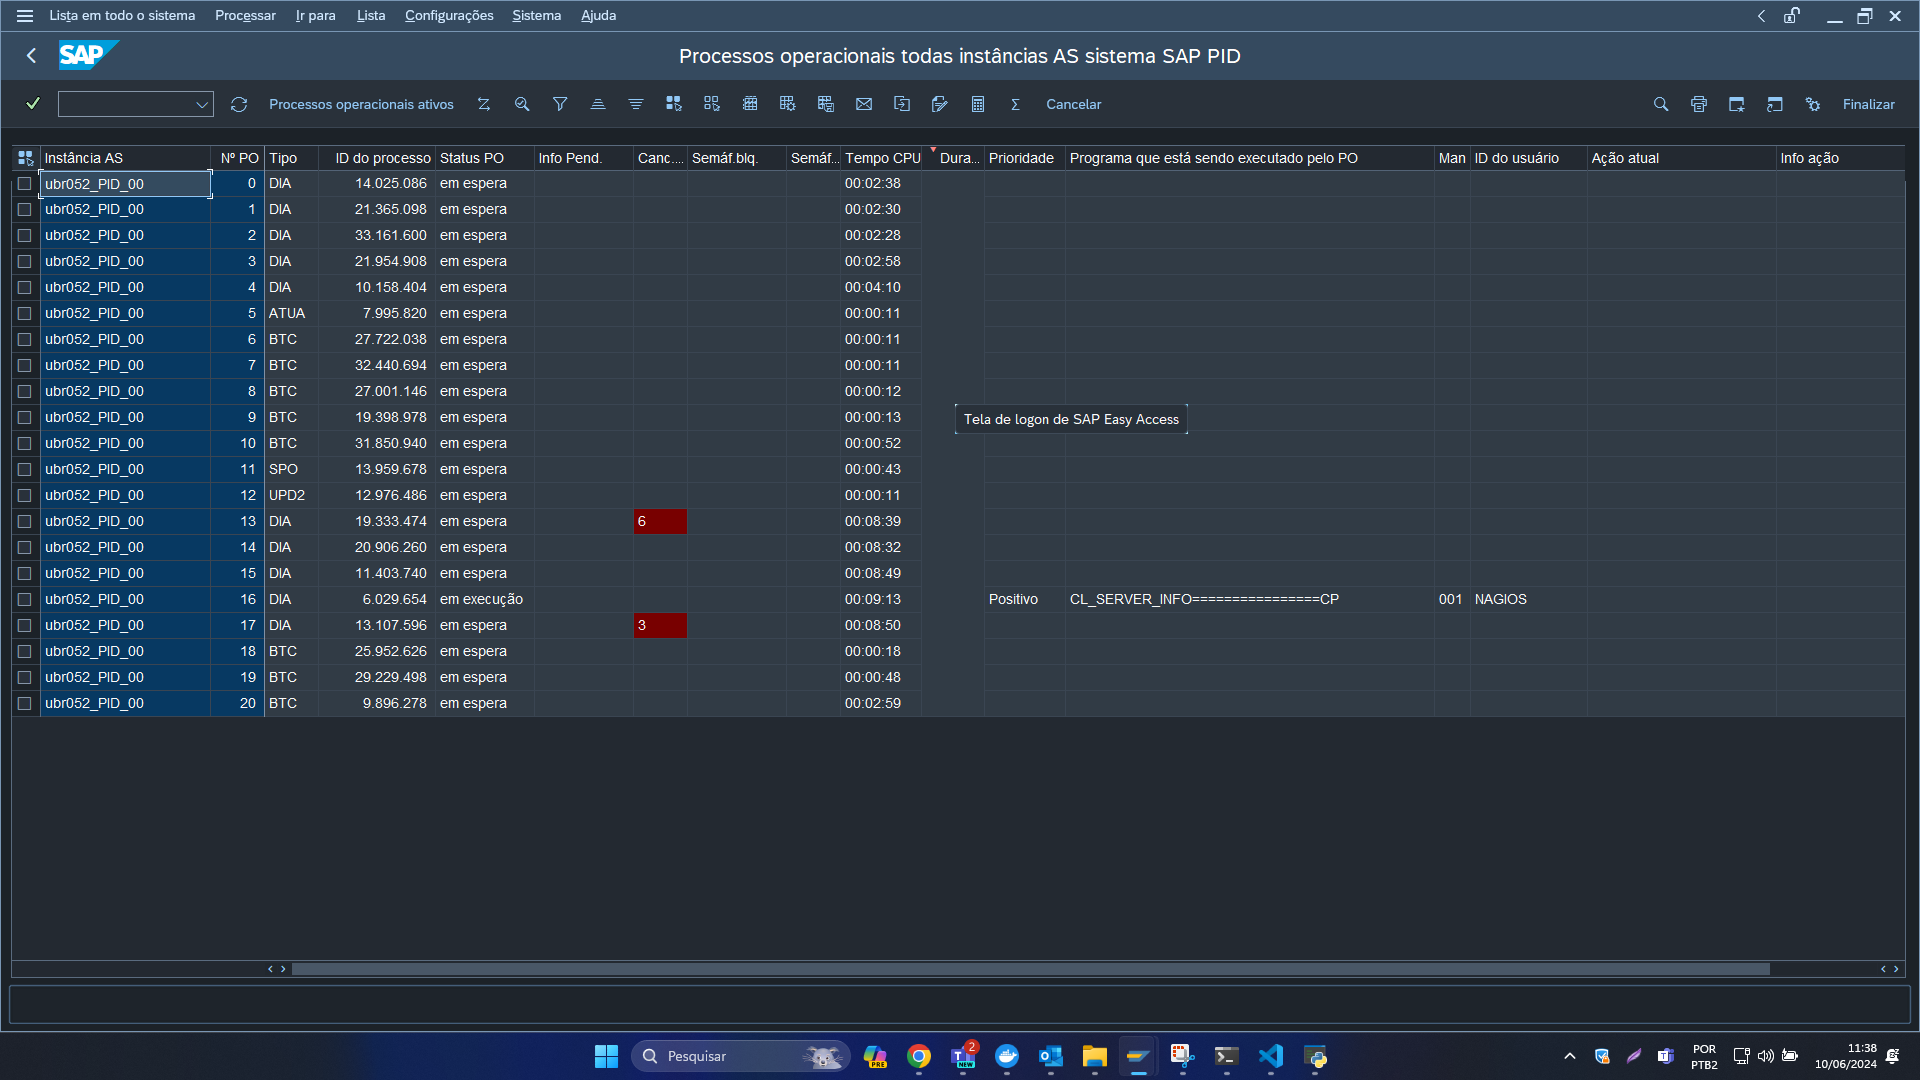 Lista em todo o sistema Processar Ir para Lista Configurações Sistema Ajuda
SAP Processos operacionais todas instâncias AS sistema SAP PID
Processos operacionais ativos Cancelar Finalizar
Instância AS Nº PO Tipo ID do processo Status PO Info Pend. Canc.... Semáf.blq. Semáf... Tempo CPU Dura... Prioridade Programa que está sendo executado pelo PO Man ID do usuário Ação atual Info ação
ubr052_PID_00 0 DIA 14.025.086 em espera 00:02:38
ubr052_PID_00 1 DIA 21.365.098 em espera 00:02:30
ubr052_PID_00 2 DIA 33.161.600 em espera 00:02:28
ubr052_PID_00 3 DIA 21.954.908 em espera 00:02:58
ubr052_PID_00 4 DIA 10.158.404 em espera 00:04:10
ubr052_PID_00 5 ATUA 7.995.820 em espera 00:00:11
ubr052_PID_00 6 BTC 27.722.038 em espera 00:00:11
ubr052_PID_00 7 BTC 32.440.694 em espera 00:00:11
ubr052_PID_00 8 BTC 27.001.146 em espera 00:00:12
ubr052_PID_00 9 BTC 19.398.978 em espera 00:00:13
Tela de logon de SAP Easy Access
ubr052_PID_00 10 BTC 31.850.940 em espera 00:00:52
ubr052_PID_00 11 SPO 13.959.678 em espera 00:00:43
ubr052_PID_00 12 UPD2 12.976.486 em espera 00:00:11
ubr052_PID_00 13 DIA 19.333.474 em espera 6 00:08:39
ubr052_PID_00 14 DIA 20.906.260 em espera 00:08:32
ubr052_PID_00 15 DIA 11.403.740 em espera 00:08:49
ubr052_PID_00 16 DIA 6.029.654 em execução 00:09:13 Positivo CL_SERVER_INFO================CP 001 NAGIOS
ubr052_PID_00 17 DIA 13.107.596 em espera 3 00:08:50
ubr052_PID_00 18 BTC 25.952.626 em espera 00:00:18
ubr052_PID_00 19 BTC 29.229.498 em espera 00:00:48
ubr052_PID_00 20 BTC 9.896.278 em espera 00:02:59
Pesquisar PRE 2 NEW POR 11:38
PTB2 10/06/2024